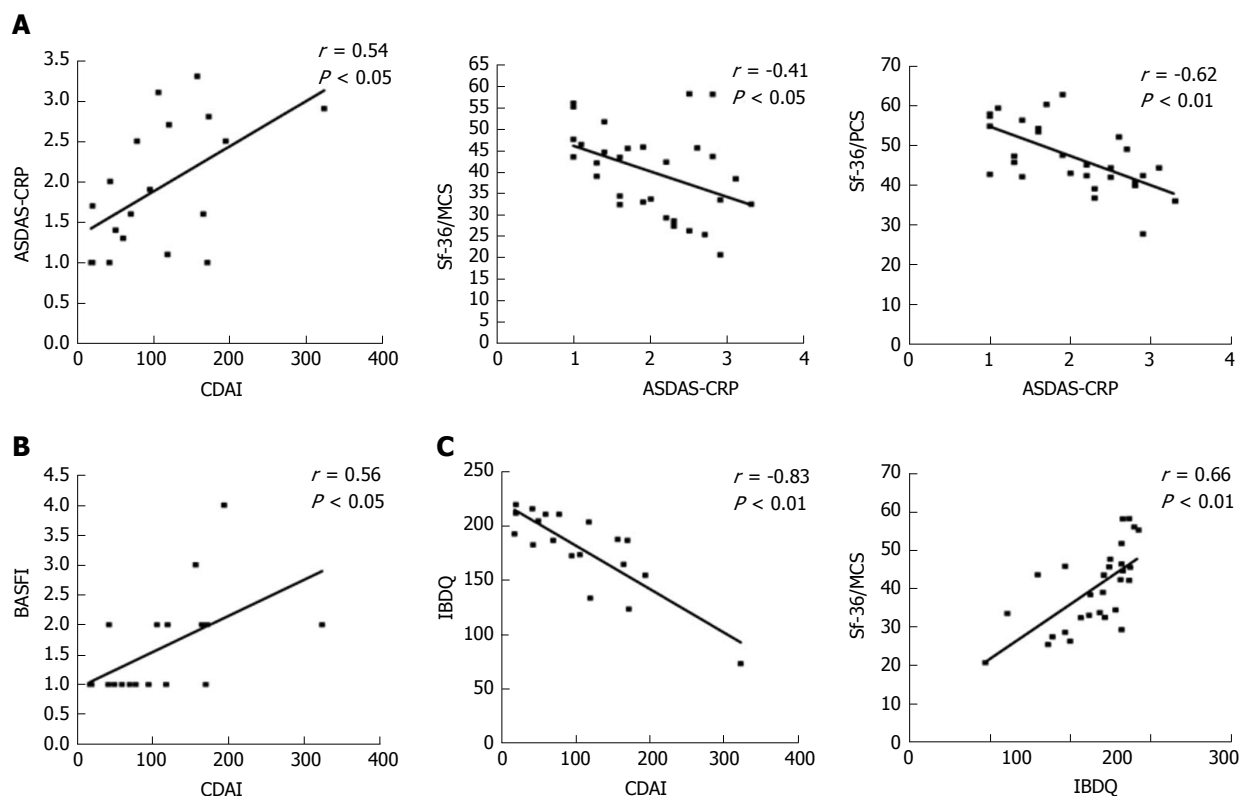 A
r = 0.54
P < 0.05
3.5
3.0
2.5
2.0
1.5
1.0
0.5
0.0
ASDAS-CRP
0 100 200 300 400
CDAI
r = -0.41
P < 0.05
65
60
55
50
45
40
35
30
25
20
15
10
5
0
Sf-36/MCS
0 1 2 3 4
ASDAS-CRP
r = -0.62
P < 0.01
70
60
50
40
30
20
10
0
Sf-36/PCS
0 1 2 3 4
ASDAS-CRP
B
r = 0.56
P < 0.05
4.5
4.0
3.5
3.0
2.5
2.0
1.5
1.0
0.5
0.0
BASFI
0 100 200 300 400
CDAI
C
r = -0.83
P < 0.01
250
200
150
100
50
0
IBDQ
0 100 200 300 400
CDAI
r = 0.66
P < 0.01
70
60
50
40
30
20
10
0
Sf-36/MCS
0 100 200 300
IBDQ